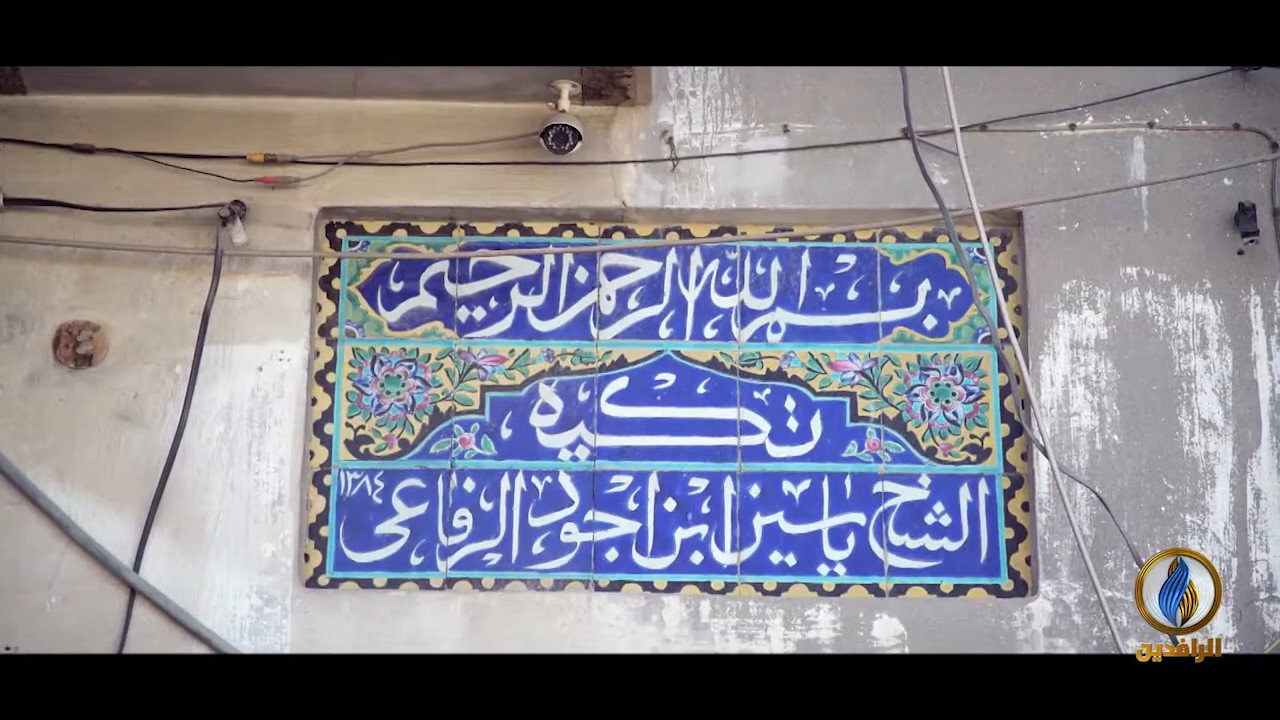 بسم الله الرحمن الرحيم
تكيه
الشيخ ياسين ابن اجود الرفاعي
١٣٨٤
الرافدين